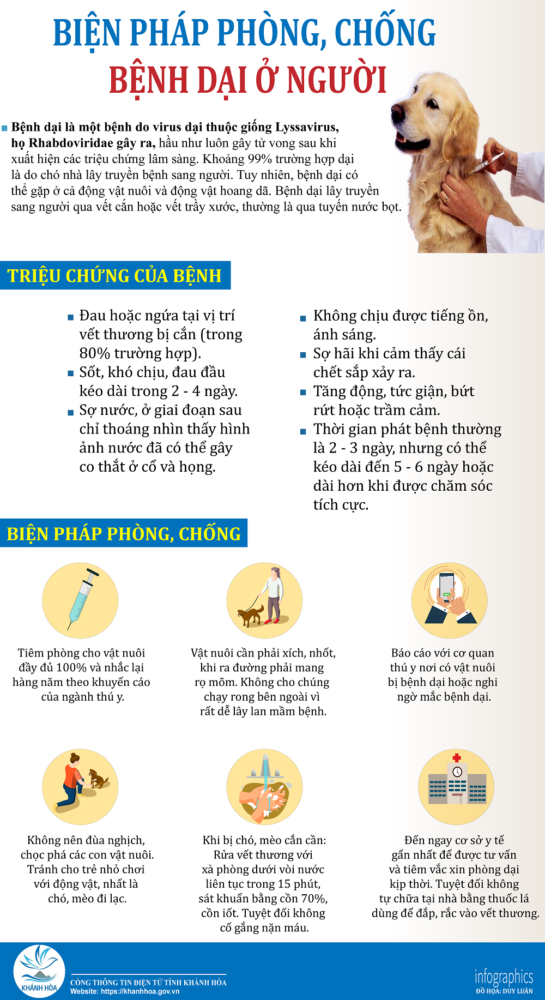 BIỆN PHÁP PHÒNG, CHỐNG
BỆNH DẠI Ở NGƯỜI
Bệnh dại là một bệnh do virus dại thuộc giống Lyssavirus,
họ Rhabdoviridae gây ra, hầu như luôn gây tử vong sau khi
xuất hiện các triệu chứng lâm sàng. Khoảng 99% trường hợp dại
là do chó nhà lây truyền bệnh sang người. Tuy nhiên, bệnh dại có
thể gặp ở cả động vật nuôi và động vật hoang dã. Bệnh dại lây truyền
sang người qua vết cắn hoặc vết trầy xước, thường là qua tuyến nước bọt.
TRIỆU CHỨNG CỦA BỆNH
Đau hoặc ngứa tại vị trí
vết thương bị cắn (trong
80% trường hợp).
Sốt, khó chịu, đau đầu
kéo dài trong 2 - 4 ngày.
Sợ nước, ở giai đoạn sau
chỉ thoáng nhìn thấy hình
ảnh nước đã có thể gây
co thắt ở cổ và họng.
Không chịu được tiếng ồn,
ánh sáng.
Sợ hãi khi cảm thấy cái
chết sắp xảy ra.
Tăng động, tức giận, bứt
rứt hoặc trầm cảm.
Thời gian phát bệnh thường
là 2 - 3 ngày, nhưng có thể
kéo dài đến 5 - 6 ngày hoặc
dài hơn khi được chăm sóc
tích cực.
BIỆN PHÁP PHÒNG, CHỐNG
CALL
Tiêm phòng cho vật nuôi
đầy đủ 100% và nhắc lại
hàng năm theo khuyến cáo
của ngành thú y.
Vật nuôi cần phải xích, nhốt,
khi ra đường phải mang
rọ mõm. Không cho chúng
chạy rong bên ngoài vì
rất dễ lây lan mầm bệnh.
Báo cáo với cơ quan
thú y nơi có vật nuôi
bị bệnh dại hoặc nghi
ngờ mắc bệnh dại.
Không nên đùa nghịch,
chọc phá các con vật nuôi.
Tránh cho trẻ nhỏ chơi
với động vật, nhất là
chó, mèo đi lạc.
Khi bị chó, mèo cắn cần:
Rửa vết thương với
xà phòng dưới vòi nước
liên tục trong 15 phút,
sát khuẩn bằng cồn 70%,
cồn iốt. Tuyệt đối không
cố gắng nặn máu.
Đến ngay cơ sở y tế
gần nhất để được tư vấn
và tiêm vắc xin phòng dại
kịp thời. Tuyệt đối không
tự chữa tại nhà bằng thuốc lá
dùng để đắp, rắc vào vết thương.
KHÁNH HÒA
CỔNG THÔNG TIN ĐIỆN TỬ TỈNH KHÁNH HÒA
Website: https://khanhhoa.gov.vn
infographics
ĐỒ HỌA: DUY LUÂN